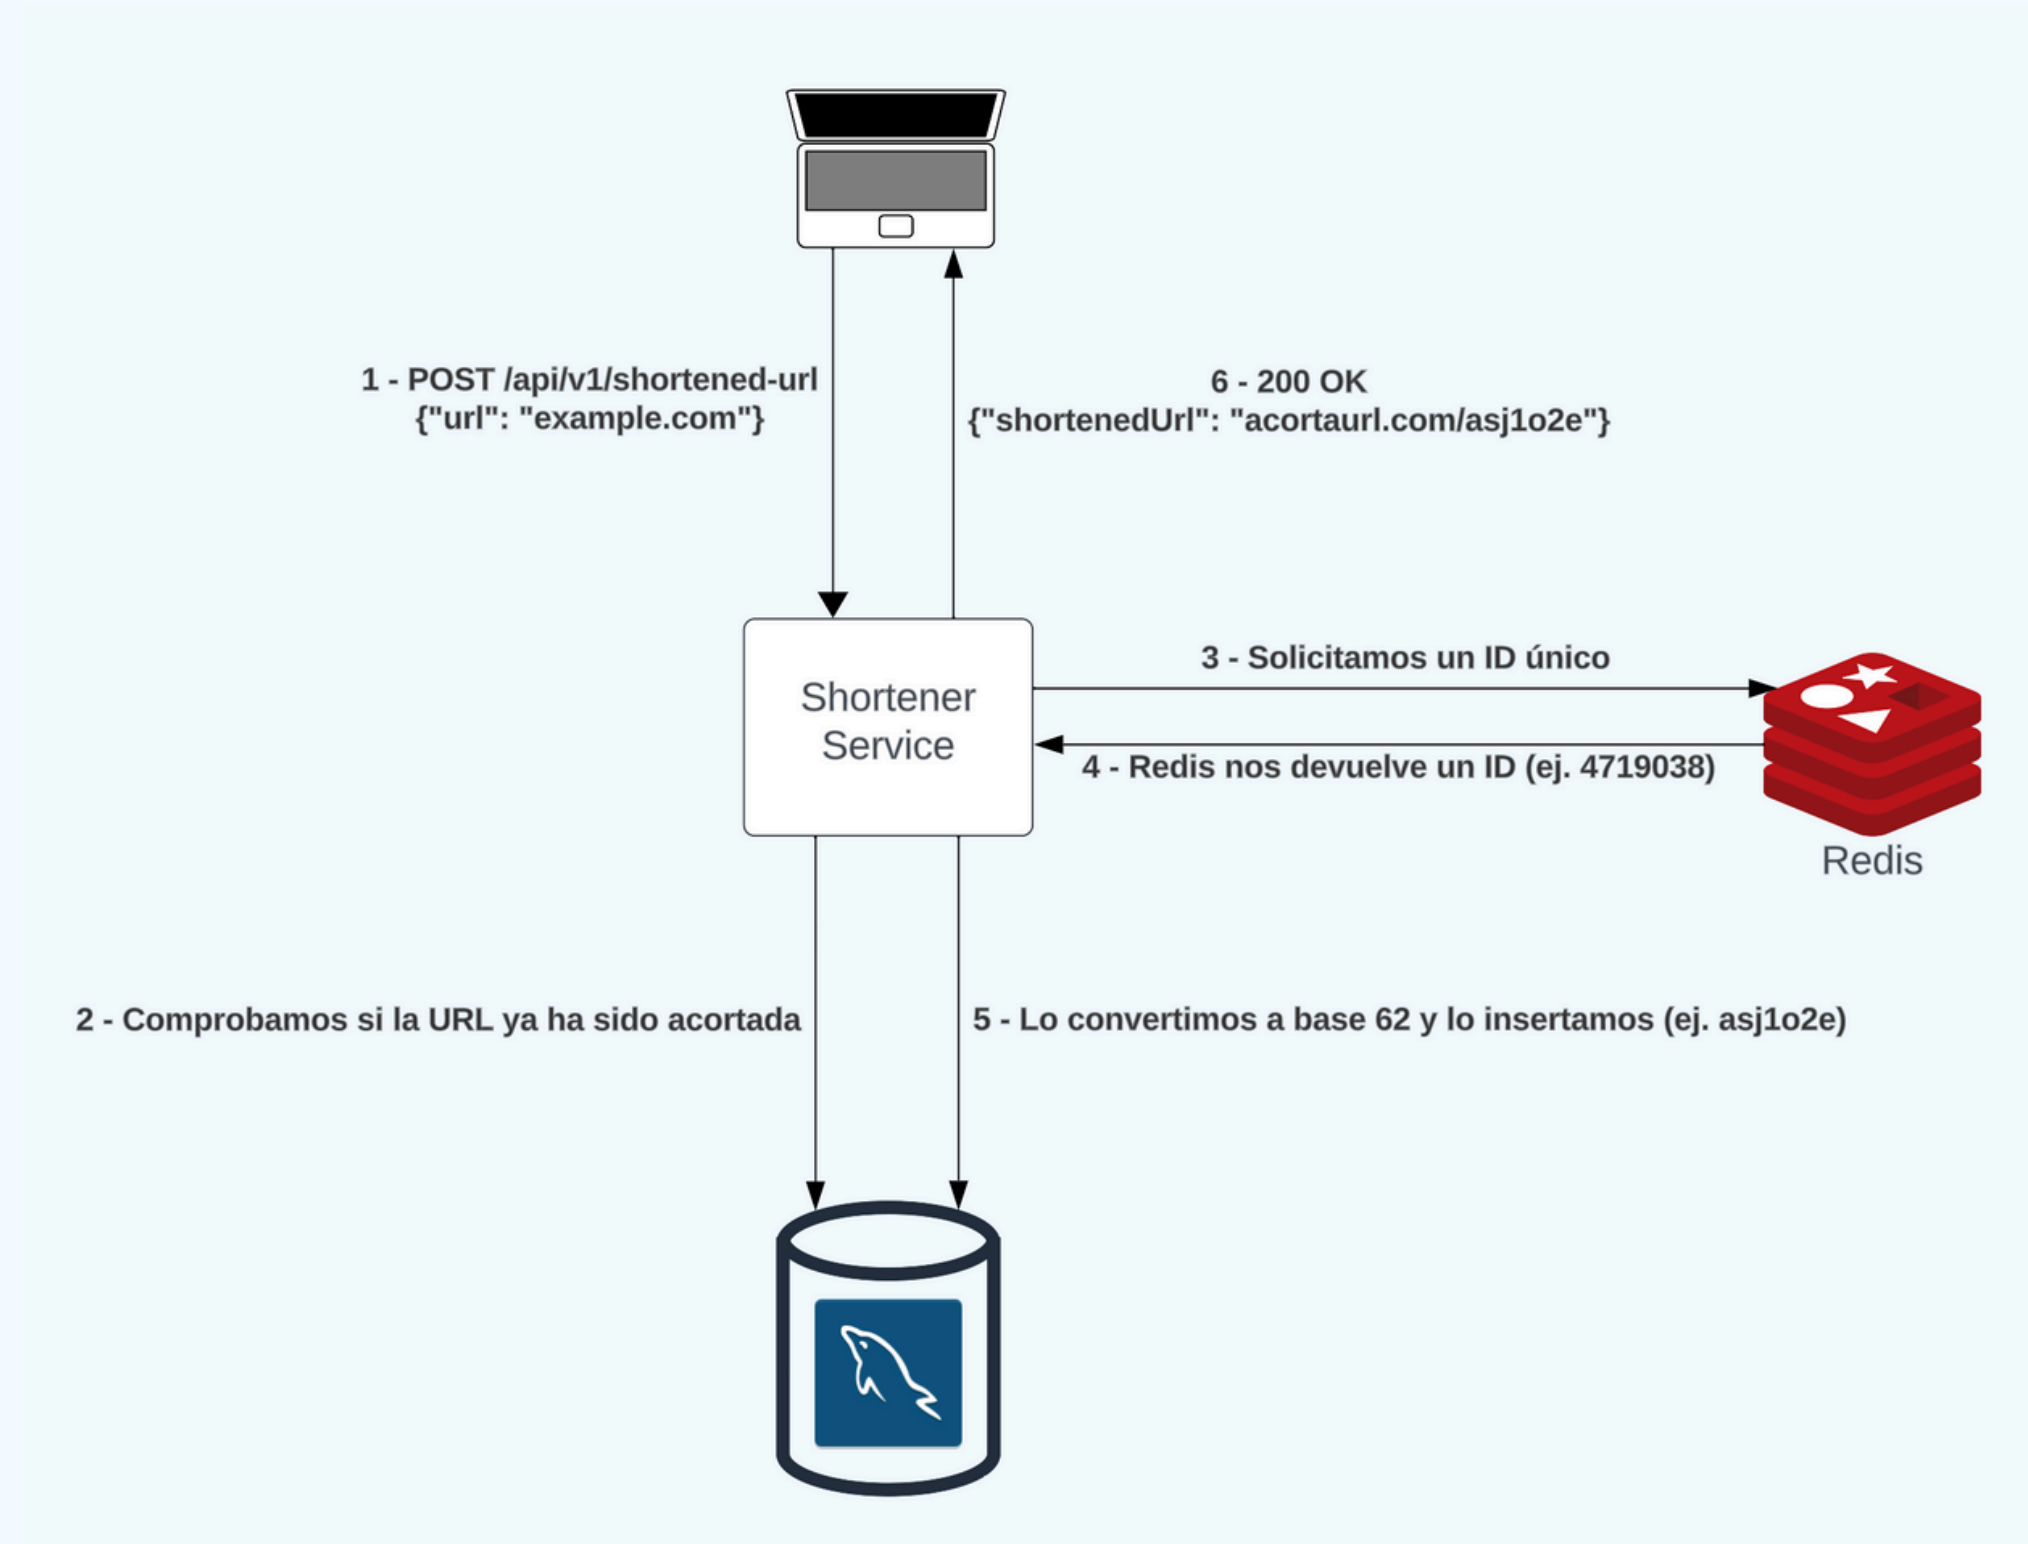 1 - POST /api/v1/shortened-url
{"url": "example.com"}
6 - 200 OK
{"shortenedUrl": "acortaurl.com/asj1o2e"}
Shortener
Service
3 - Solicitamos un ID único
4 - Redis nos devuelve un ID (ej. 4719038)
Redis
2 - Comprobamos si la URL ya ha sido acortada
5 - Lo convertimos a base 62 y lo insertamos (ej. asj1o2e)